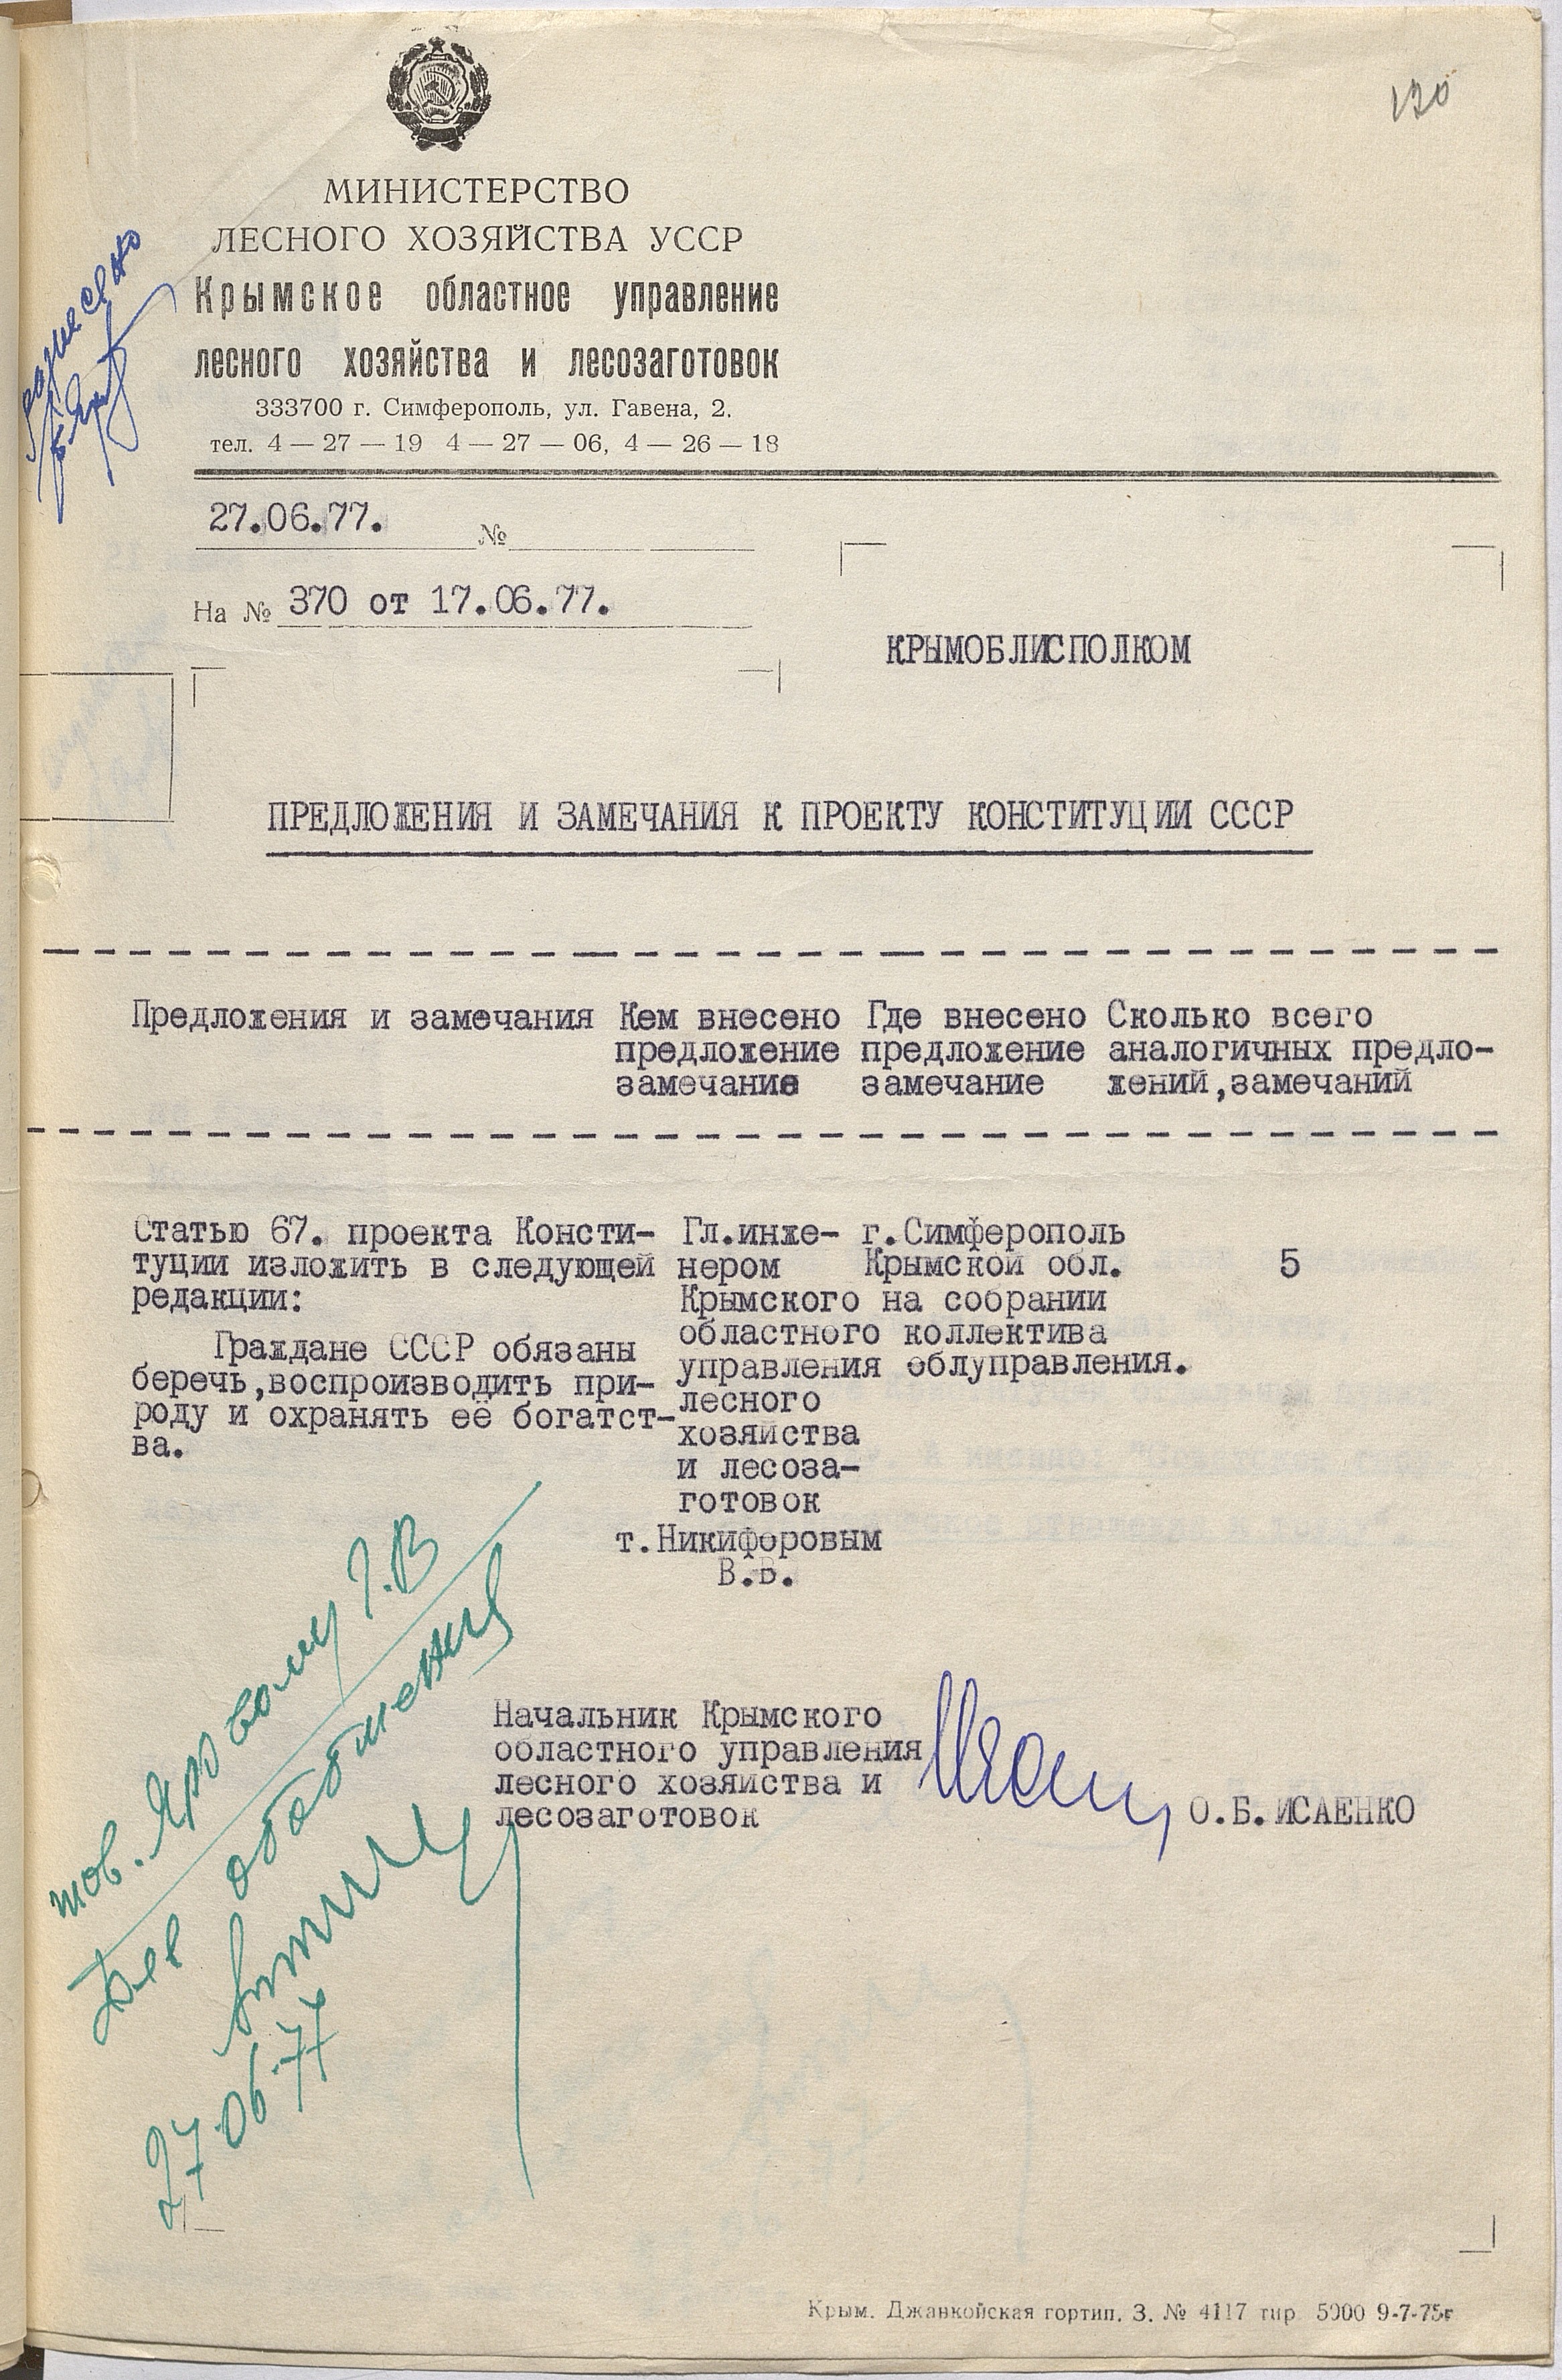 130
МИНИСТЕРСТВО
ЛЕСНОГО ХОЗЯЙСТВА УССР
Крымское областное управление
лесного хозяйства и лесозаготовок
333700 г. Симферополь, ул. Гавена, 2.
тел. 4 — 27 — 19 4 — 27 — 06, 4 — 26 — 18
27.06.77. №
На № 370 от 17.06.77.
КРЫМОБЛИСПОЛКОМ
ПРЕДЛОЖЕНИЯ И ЗАМЕЧАНИЯ К ПРОЕКТУ КОНСТИТУЦИИ СССР
Предложения и замечания Кем внесено Где внесено Сколько всего
предложение предложение аналогичных предло-
замечание замечание жений,замечаний
Статью 67. проекта Консти- Гл.инже- г.Симферополь
туции изложить в следующей нером Крымской обл. 5
редакции: Крымского на собрании
областного коллектива
Граждане СССР обязаны управления облуправления.
беречь,воспроизводить при- лесного
роду и охранять её богатст- хозяйства
ва. и лесоза-
готовок
т.Никифоровым
В.В.
Начальник Крымского
областного управления
лесного хозяйства и
лесозаготовок О.Б.ИСАЕНКО
тов. Яровому Г.В
Для обобщения
27.06.77
Крым. Джанкойская гортип. З. № 4117 тир 5000 9-7-75г